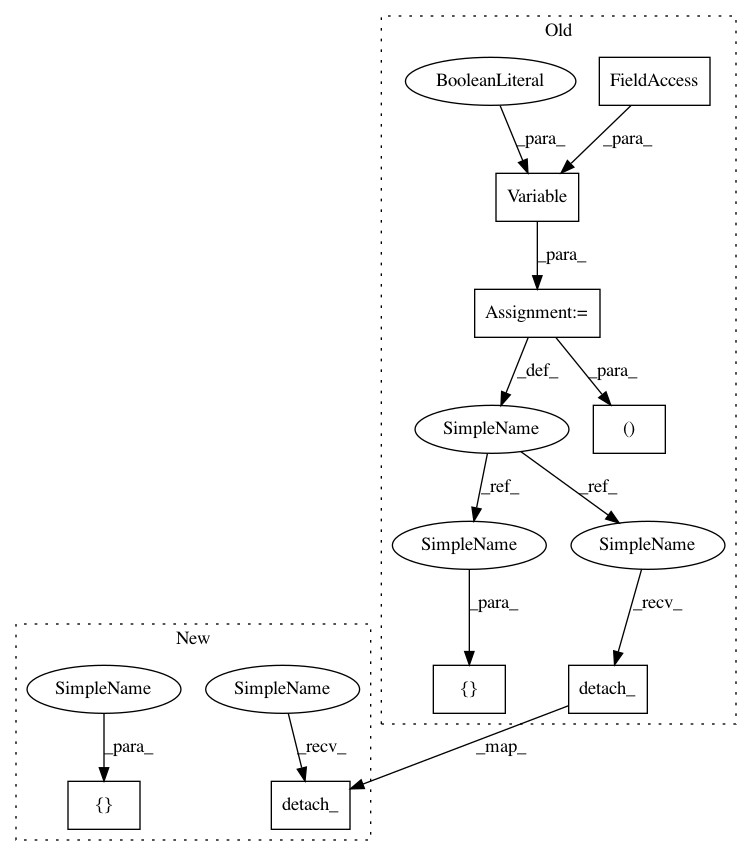 Old
BooleanLiteral
FieldAccess
_para_
_para_
Variable
_para_
Assignment:=
_def_
_para_
SimpleName
()
_ref_
_ref_
SimpleName
SimpleName
_para_
_recv_
New
SimpleName
SimpleName
{}
detach_
_para_
_recv_
_map_
{}
detach_